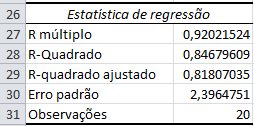 26 Estatística de regressão
27 R múltiplo 0,92021524
28 R-Quadrado 0,84679609
29 R-quadrado ajustado 0,81807035
30 Erro padrão 2,3964751
31 Observações 20